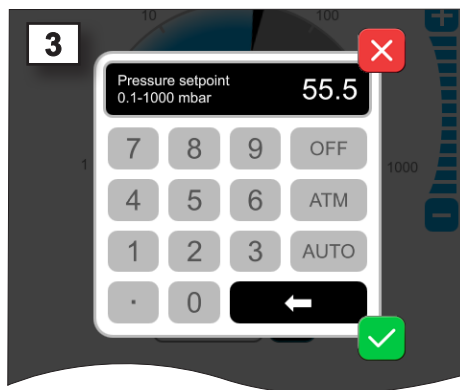 3
10
100
Pressure setpoint
0.1-1000 mbar
55.5
7 8 9 OFF
1
1000
4 5 6 ATM
1 2 3 AUTO
. 0